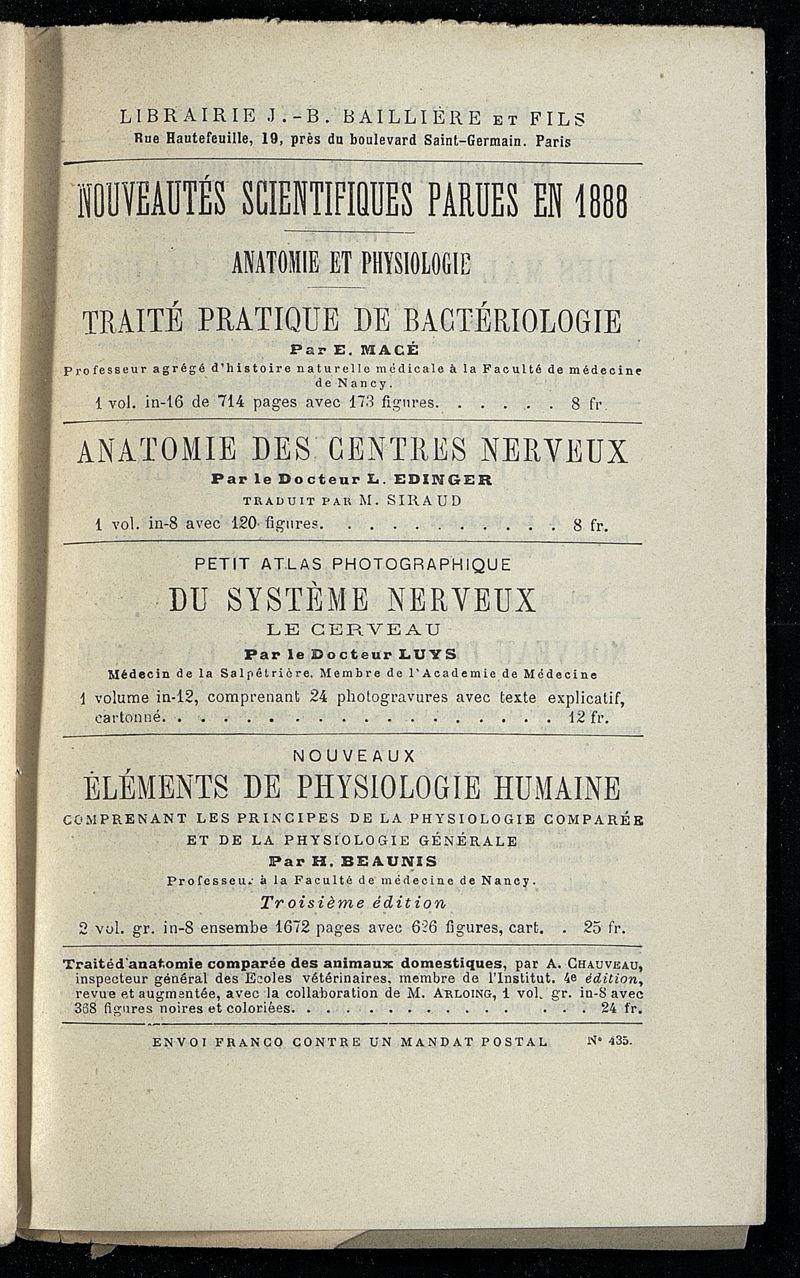 LIBRAIRIE J.-B. BAILLIÈRE ET FILS
Rue Hautefeuille, 19, près du boulevard Saint-Germain. Paris
NOUVEAUTÉS SCIENTIFIQUES PARUES EN 1888
ANATOMIE ET PHYSIOLOGIE
TRAITÉ PRATIQUE DE BACTÉRIOLOGIE
Par E. MACÉ
Professeur agrégé d'histoire naturelle médicale à la Faculté de médecine
de Nancy.
1 vol. in-16 de 714 pages avec 173 figures. . . . . . 8 fr.
ANATOMIE DES CENTRES NERVEUX
Par le Docteur L. EDINGER
TRADUIT PAR M. SIRAUD
1 vol. in-8 avec 120 figures. . . . . . . . . . . 8 fr.
PETIT ATLAS PHOTOGRAPHIQUE
DU SYSTÈME NERVEUX
LE CERVEAU
Par le Docteur LUYS
Médecin de la Salpétrière, Membre de l'Academie de Médecine
1 volume in-12, comprenant 24 photogravures avec texte explicatif,
cartonné. . . . . . . . . . . . . . . . . . 12 fr.
NOUVEAUX
ÉLÉMENTS DE PHYSIOLOGIE HUMAINE
COMPRENANT LES PRINCIPES DE LA PHYSIOLOGIE COMPARÉE
ET DE LA PHYSIOLOGIE GÉNÉRALE
Par H. BEAUNIS
Professeur à la Faculté de médecine de Nancy.
Troisième édition
2 vol. gr. in-8 ensembe 1672 pages avec 626 figures, cart. . 25 fr.
Traité d'anatomie comparée des animaux domestiques, par A. CHAUVEAU,
inspecteur général des Ecoles vétérinaires, membre de l'Institut. 4e édition,
revue et augmentée, avec la collaboration de M. ARLOING, 1 vol. gr. in-8 avec
368 figures noires et coloriées. . . . . . . . . . . . . . 24 fr.
ENVOI FRANCO CONTRE UN MANDAT POSTAL N° 435.